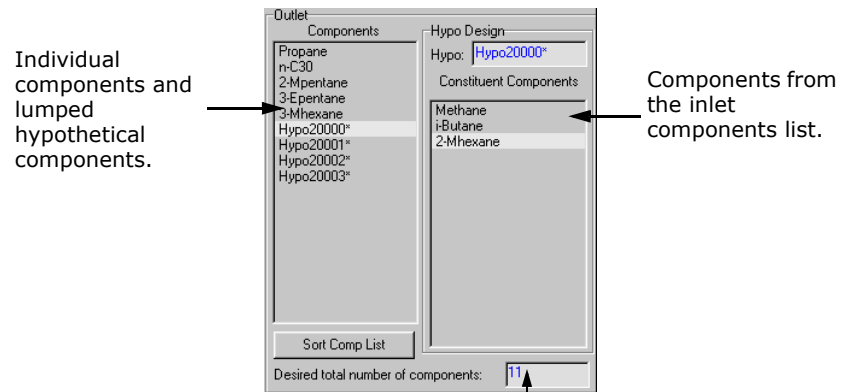 Individual
components and
lumped
hypothetical
components.
Outlet
Components
Propane
n-C30
2-Mpentane
3-Epentane
3-Mhexane
Hypo20000*
Hypo20001*
Hypo20002*
Hypo20003*
Sort Comp List
Hypo Design
Hypo: Hypo20000*
Constituent Components
Methane
i-Butane
2-Mhexane
Desired total number of components: 11
Components from
the inlet
components list.